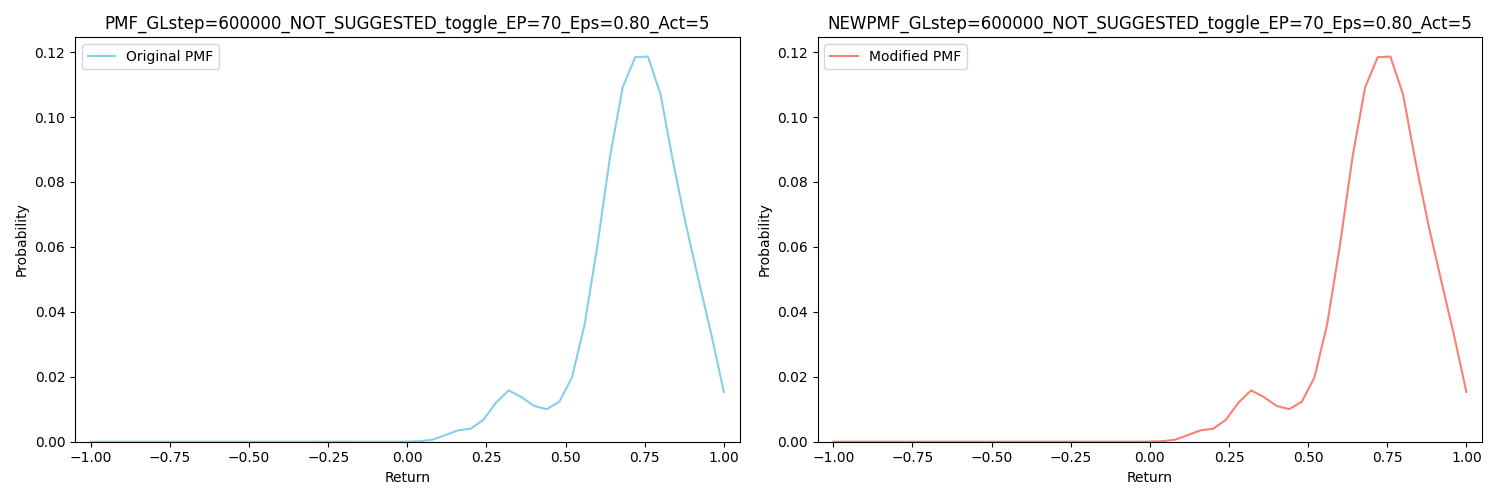 PMF_GLstep=600000_NOT_SUGGESTED_toggle_EP=70_Eps=0.80_Act=5
Original PMF
0.12
0.10
0.08
0.06
0.04
0.02
0.00
Probability
−1.00 −0.75 −0.50 −0.25 0.00 0.25 0.50 0.75 1.00
Return
NEWPMF_GLstep=600000_NOT_SUGGESTED_toggle_EP=70_Eps=0.80_Act=5
Modified PMF
0.12
0.10
0.08
0.06
0.04
0.02
0.00
Probability
−1.00 −0.75 −0.50 −0.25 0.00 0.25 0.50 0.75 1.00
Return